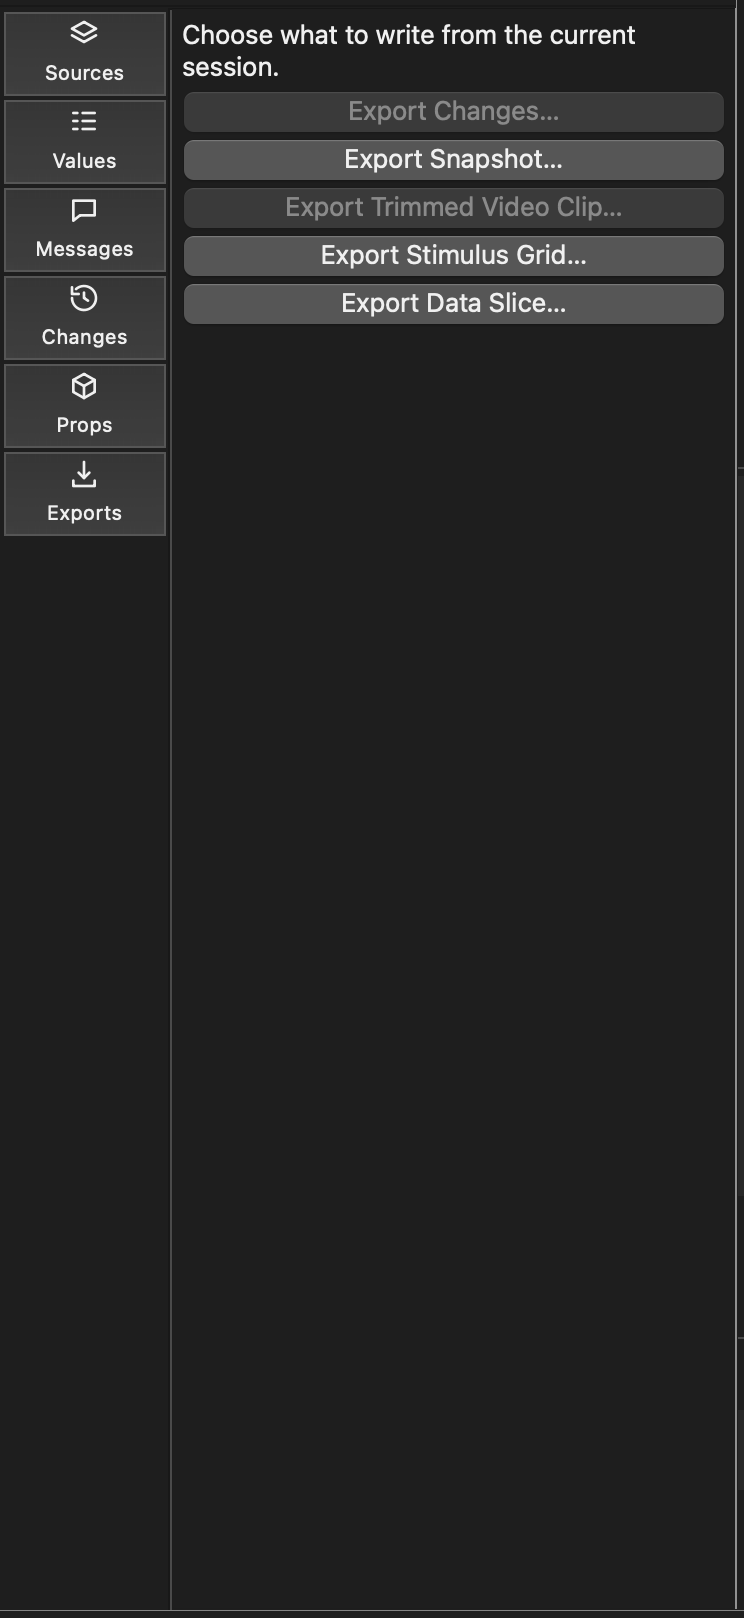 Sources
Values
Messages
Changes
Props
Exports
Choose what to write from the current
session.
Export Changes...
Export Snapshot...
Export Trimmed Video Clip...
Export Stimulus Grid...
Export Data Slice...